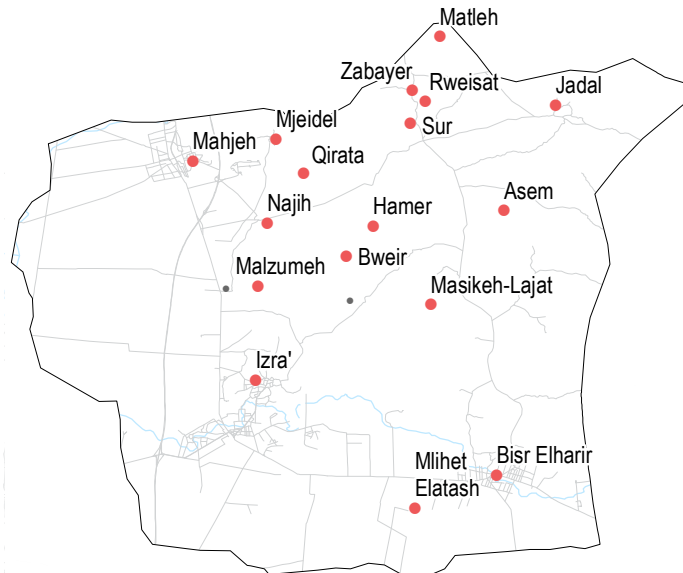 Matleh
Zabayer
Rweisat
Jadal
Sur
Mjeidel
Mahjeh
Qirata
Asem
Najih
Hamer
Bweir
Malzumeh
Masikeh-Lajat
Izra'
Mlihet
Elatash
Bisr Elharir